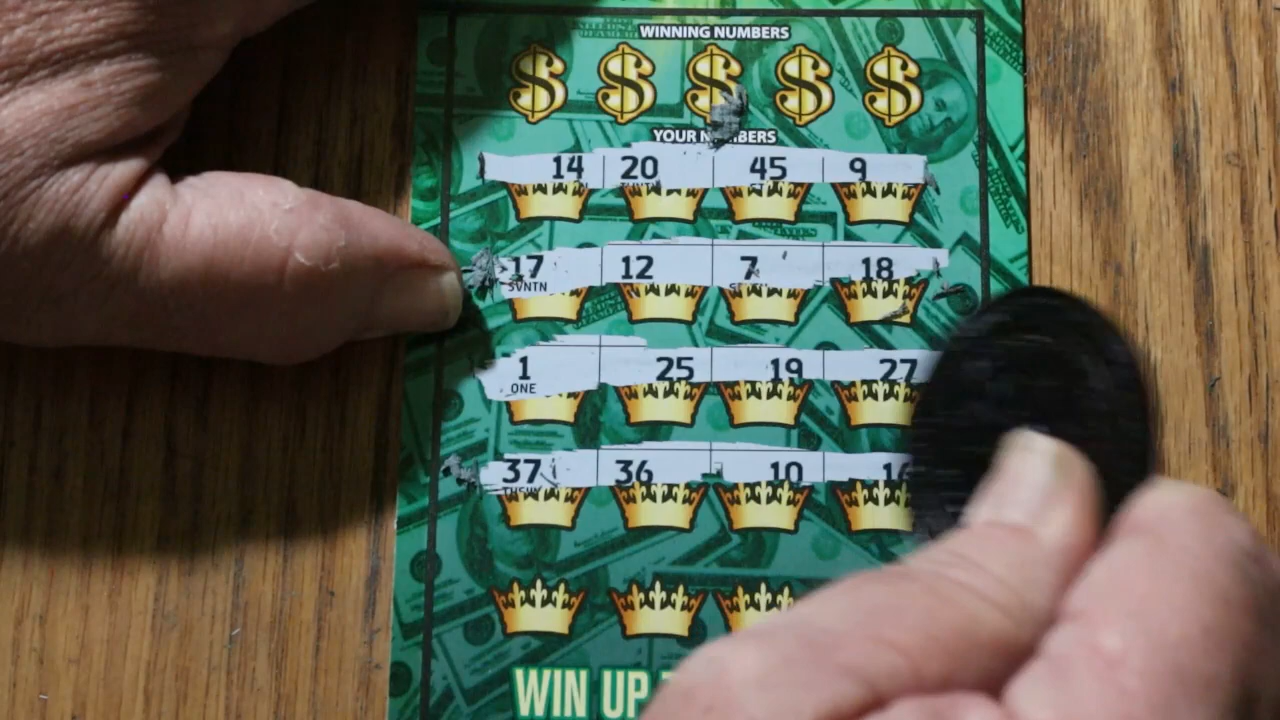 WINNING NUMBERS
YOUR NUMBERS
14 20 45 9
17 12 7 18
SVNTN
1 25 19 27
ONE
37 36 10 16
WIN UP